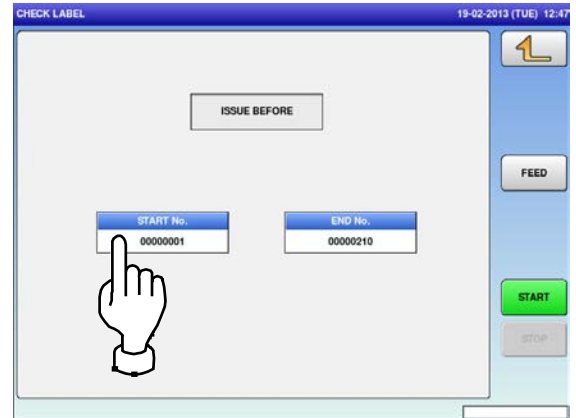 CHECK LABEL
19-02-2013 (TUE) 12:47
ISSUE BEFORE
FEED
START No.
END No.
00000001
00000210
START
STOP